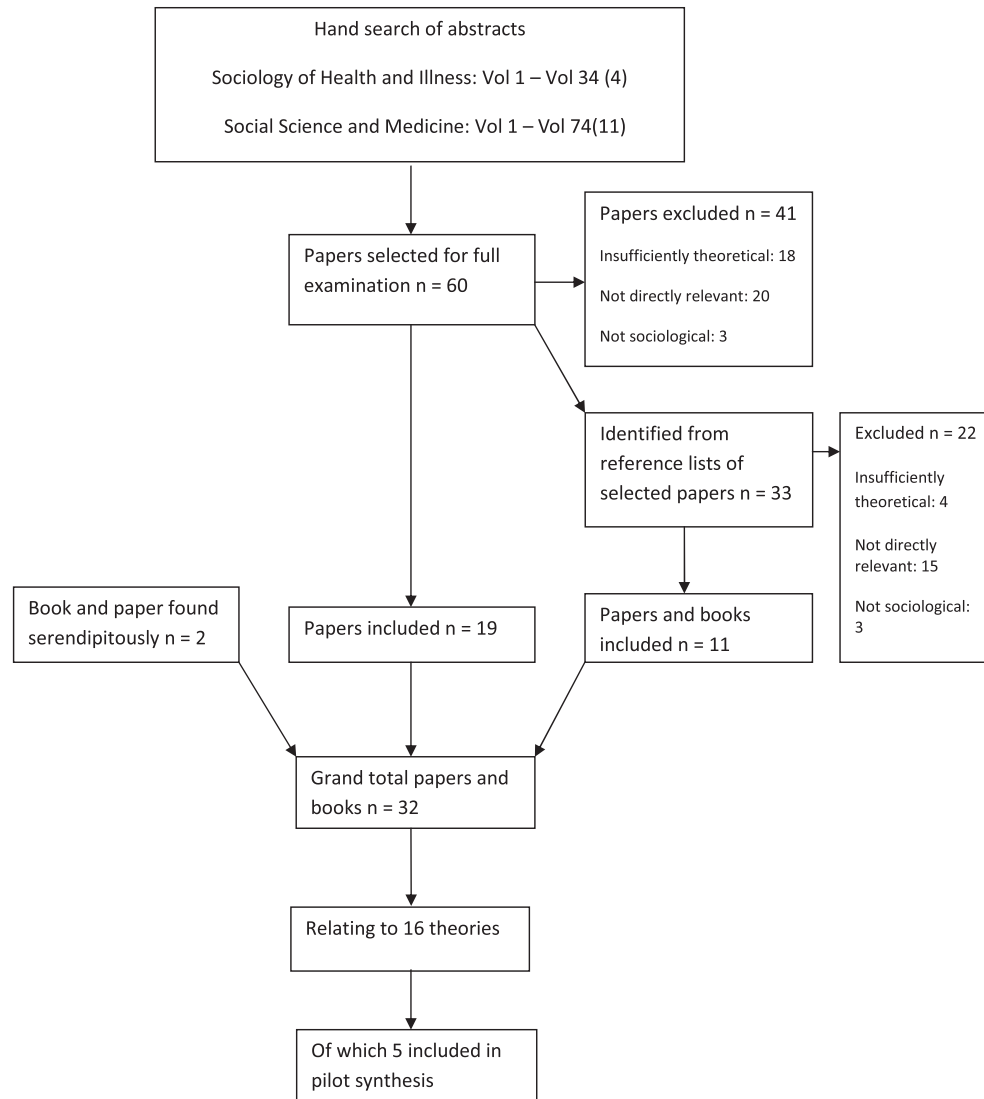 Hand search of abstracts
Sociology of Health and Illness: Vol 1 – Vol 34 (4)
Social Science and Medicine: Vol 1 – Vol 74(11)
Papers selected for full
examination n = 60
Papers excluded n = 41
Insufficiently theoretical: 18
Not directly relevant: 20
Not sociological: 3
Identified from
reference lists of
selected papers n = 33
Excluded n = 22
Insufficiently
theoretical: 4
Not directly
relevant: 15
Not sociological:
3
Book and paper found
serendipitously n = 2
Papers included n = 19
Papers and books
included n = 11
Grand total papers and
books n = 32
Relating to 16 theories
Of which 5 included in
pilot synthesis